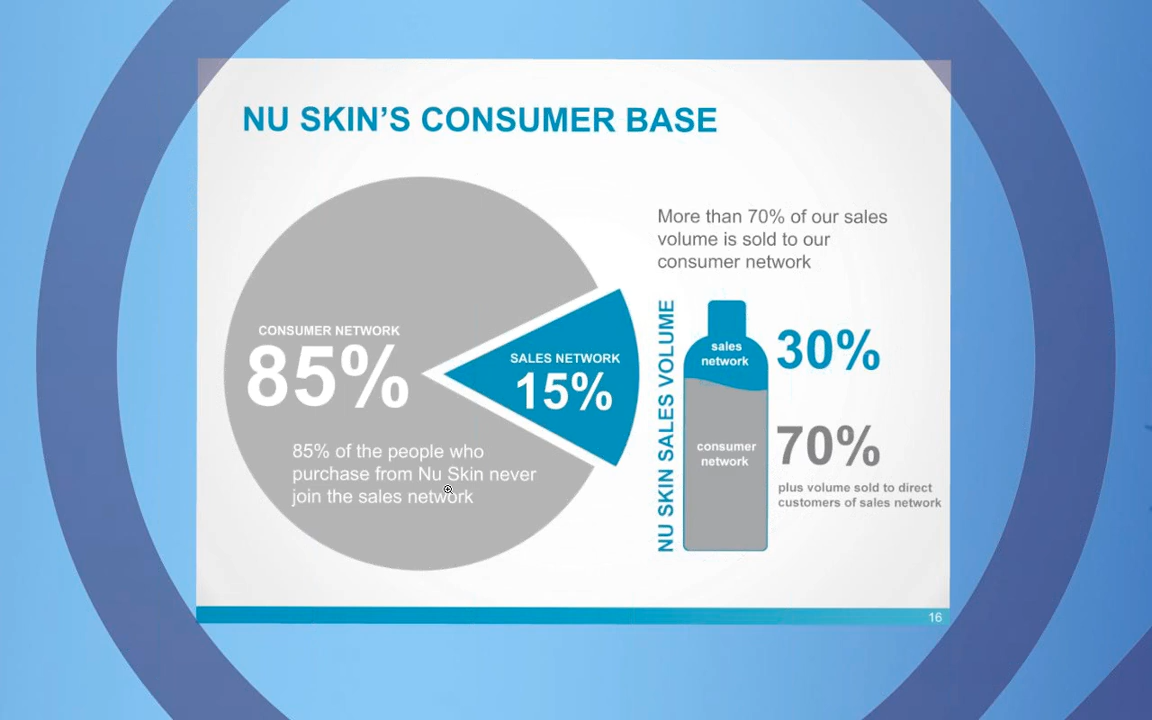 NU SKIN'S CONSUMER BASE
CONSUMER NETWORK
85%
85% of the people who
purchase from Nu Skin never
join the sales network
SALES NETWORK
15%
More than 70% of our sales
volume is sold to our
consumer network
NU SKIN SALES VOLUME
sales
network
30%
consumer
network
70%
plus volume sold to direct
customers of sales network
16